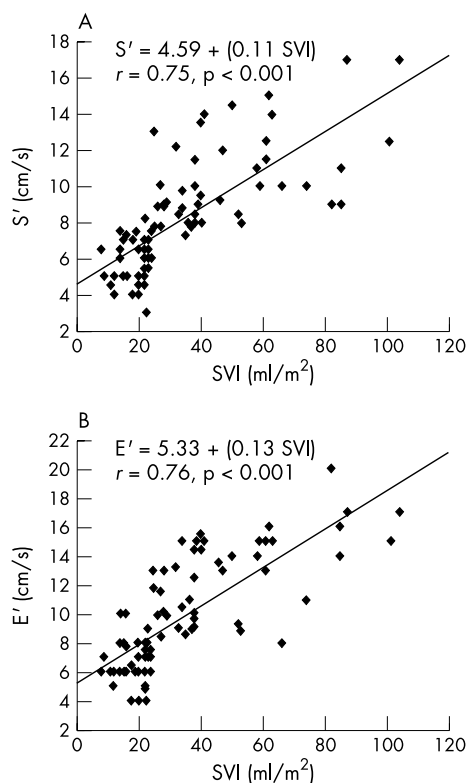 A
S′ = 4.59 + (0.11 SVI)
r = 0.75, p < 0.001
18
16
14
12
10
8
6
4
2
S′ (cm/s)
0 20 40 60 80 100 120
SVI (ml/m²)
B
E′ = 5.33 + (0.13 SVI)
r = 0.76, p < 0.001
22
20
18
16
14
12
10
8
6
4
2
E′ (cm/s)
0 20 40 60 80 100 120
SVI (ml/m²)